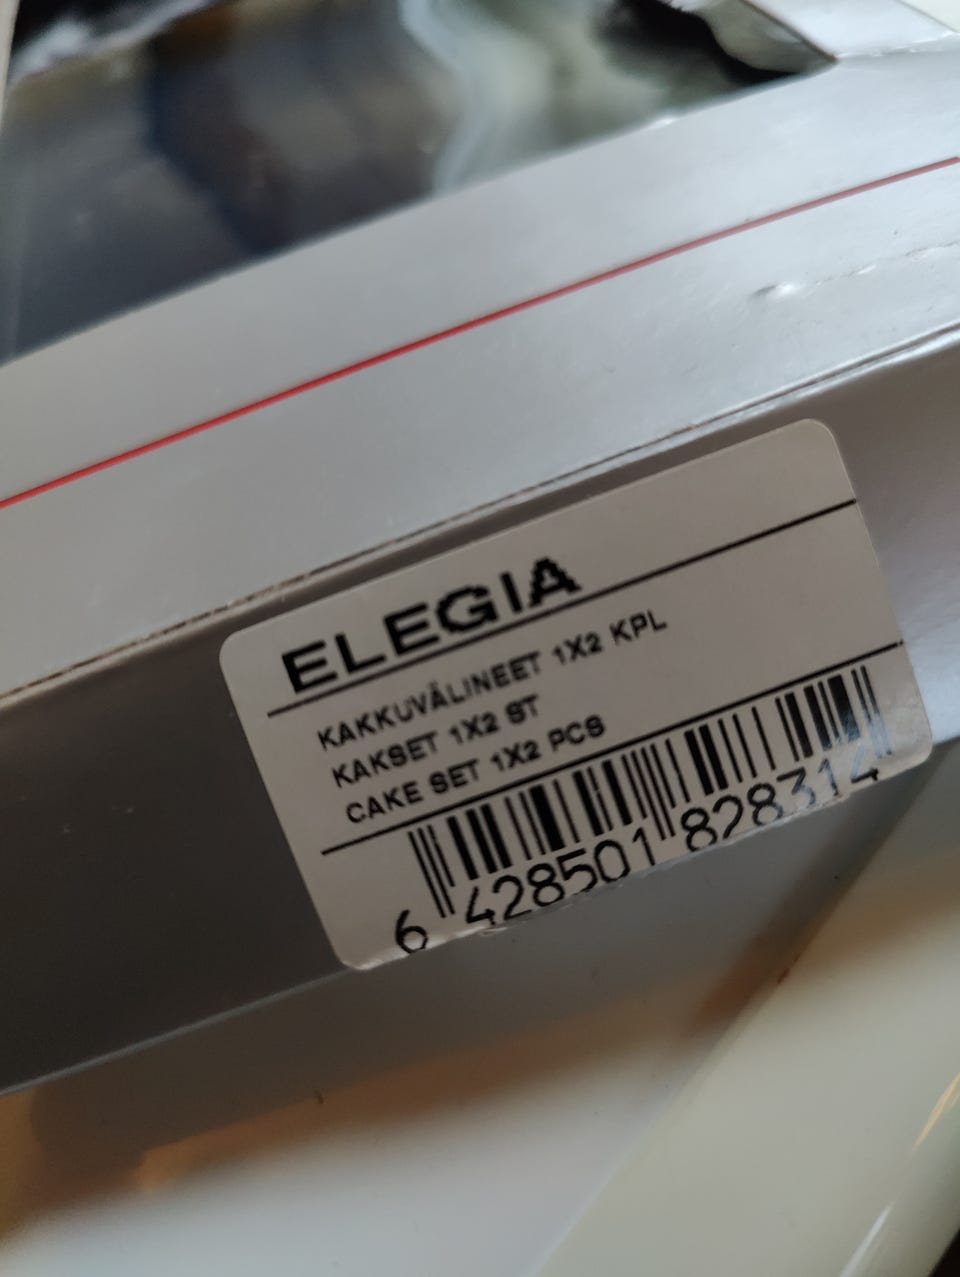 ELEGIA
KAKKUVÄLINEET 1X2 KPL
KAKSET 1X2 ST
CAKE SET 1X2 PCS
6 428501 828314